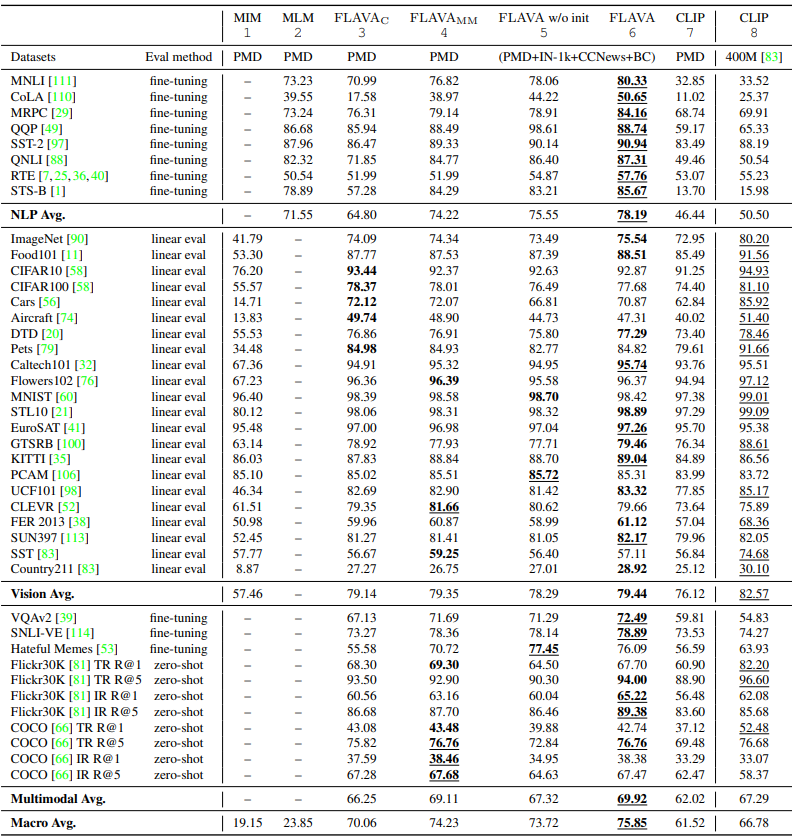 MIM MLM FLAVA_C FLAVA_MM FLAVA w/o init FLAVA CLIP CLIP
1 2 3 4 5 6 7 8
Datasets Eval method PMD PMD PMD PMD (PMD+IN-1k+CCNews+BC) PMD 400M [83]
MNLI [111] fine-tuning – 73.23 70.99 76.82 78.06 80.33 32.85 33.52
CoLA [110] fine-tuning – 39.55 17.58 38.97 44.22 50.65 11.02 25.37
MRPC [29] fine-tuning – 73.24 76.31 79.14 78.91 84.16 68.74 69.91
QQP [49] fine-tuning – 86.68 85.94 88.49 98.61 88.74 59.17 65.33
SST-2 [97] fine-tuning – 87.96 86.47 89.33 90.14 90.94 83.49 88.19
QNLI [88] fine-tuning – 82.32 71.85 84.77 86.40 87.31 49.46 50.54
RTE [7, 25, 36, 40] fine-tuning – 50.54 51.99 51.99 54.87 57.76 53.07 55.23
STS-B [1] fine-tuning – 78.89 57.28 84.29 83.21 85.67 13.70 15.98
NLP Avg. – 71.55 64.80 74.22 75.55 78.19 46.44 50.50
ImageNet [90] linear eval 41.79 – 74.09 74.34 73.49 75.54 72.95 80.20
Food101 [11] linear eval 53.30 – 87.77 87.53 87.39 88.51 85.49 91.56
CIFAR10 [58] linear eval 76.20 – 93.44 92.37 92.63 92.87 91.25 94.93
CIFAR100 [58] linear eval 55.57 – 78.37 78.01 76.49 77.68 74.40 81.10
Cars [56] linear eval 14.71 – 72.12 72.07 66.81 70.87 62.84 85.92
Aircraft [74] linear eval 13.83 – 49.74 48.90 44.73 47.31 40.02 51.40
DTD [20] linear eval 55.53 – 76.86 76.91 75.80 77.29 73.40 78.46
Pets [79] linear eval 34.48 – 84.98 84.93 82.77 84.82 79.61 91.66
Caltech101 [32] linear eval 67.36 – 94.91 95.32 94.95 95.74 93.76 95.51
Flowers102 [76] linear eval 67.23 – 96.36 96.39 95.58 96.37 94.94 97.12
MNIST [60] linear eval 96.40 – 98.39 98.58 98.70 98.42 97.38 99.01
STL10 [21] linear eval 80.12 – 98.06 98.31 98.32 98.89 97.29 99.09
EuroSAT [41] linear eval 95.48 – 97.00 96.98 97.04 97.26 95.70 95.38
GTSRB [100] linear eval 63.14 – 78.92 77.93 77.71 79.46 76.34 88.61
KITTI [35] linear eval 86.03 – 87.83 88.84 88.70 89.04 84.89 86.56
PCAM [106] linear eval 85.10 – 85.02 85.51 85.72 85.31 83.99 83.72
UCF101 [98] linear eval 46.34 – 82.69 82.90 81.42 83.32 77.85 85.17
CLEVR [52] linear eval 61.51 – 79.35 81.66 80.62 79.66 73.64 75.89
FER 2013 [38] linear eval 50.98 – 59.96 60.87 58.99 61.12 57.04 68.36
SUN397 [113] linear eval 52.45 – 81.27 81.41 81.05 82.17 79.96 82.05
SST [83] linear eval 57.77 – 56.67 59.25 56.40 57.11 56.84 74.68
Country211 [83] linear eval 8.87 – 27.27 26.75 27.01 28.92 25.12 30.10
Vision Avg. 57.46 – 79.14 79.35 78.29 79.44 76.12 82.57
VQAv2 [39] fine-tuning – – 67.13 71.69 71.29 72.49 59.81 54.83
SNLI-VE [114] fine-tuning – – 73.27 78.36 78.14 78.89 73.53 74.27
Hateful Memes [53] fine-tuning – – 55.58 70.72 77.45 76.09 56.59 63.93
Flickr30K [81] TR R@1 zero-shot – – 68.30 69.30 64.50 67.70 60.90 82.20
Flickr30K [81] TR R@5 zero-shot – – 93.50 92.90 90.30 94.00 88.90 96.60
Flickr30K [81] IR R@1 zero-shot – – 60.56 63.16 60.04 65.22 56.48 62.08
Flickr30K [81] IR R@5 zero-shot – – 86.68 87.70 86.46 89.38 83.60 85.68
COCO [66] TR R@1 zero-shot – – 43.08 43.48 39.88 42.74 37.12 52.48
COCO [66] TR R@5 zero-shot – – 75.82 76.76 72.84 76.76 69.48 76.68
COCO [66] IR R@1 zero-shot – – 37.59 38.46 34.95 38.38 33.29 33.07
COCO [66] IR R@5 zero-shot – – 67.28 67.68 64.63 67.47 62.47 58.37
Multimodal Avg. – – 66.25 69.11 67.32 69.92 62.02 67.29
Macro Avg. 19.15 23.85 70.06 74.23 73.72 75.85 61.52 66.78